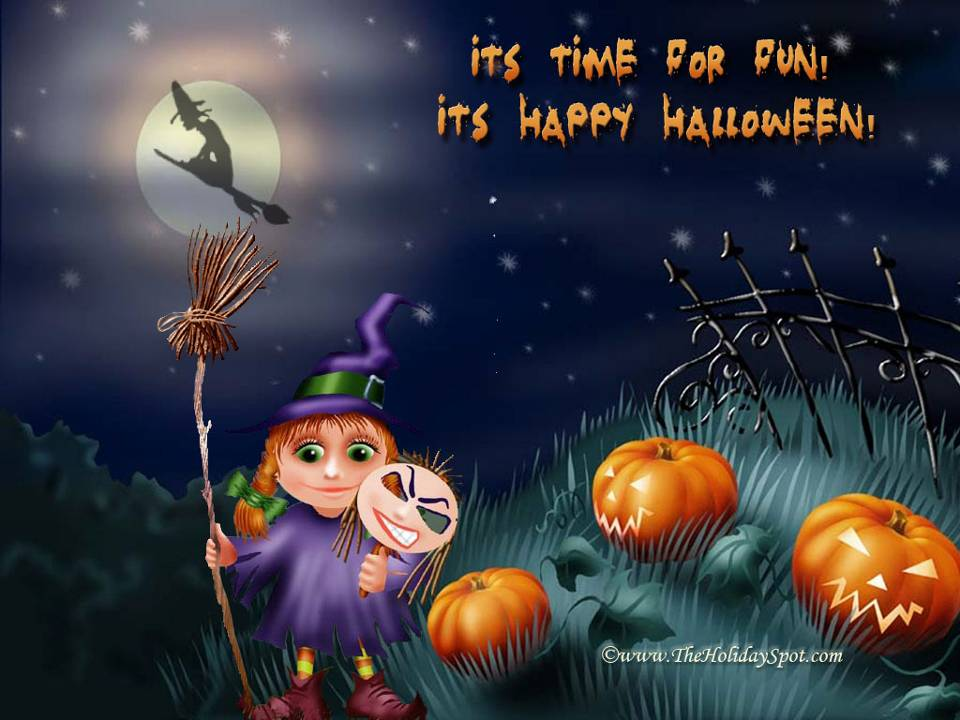 iTS TiME FOR FUN!
iTS HAPPY HALLOWEEN!
©www.TheHolidaySpot.com